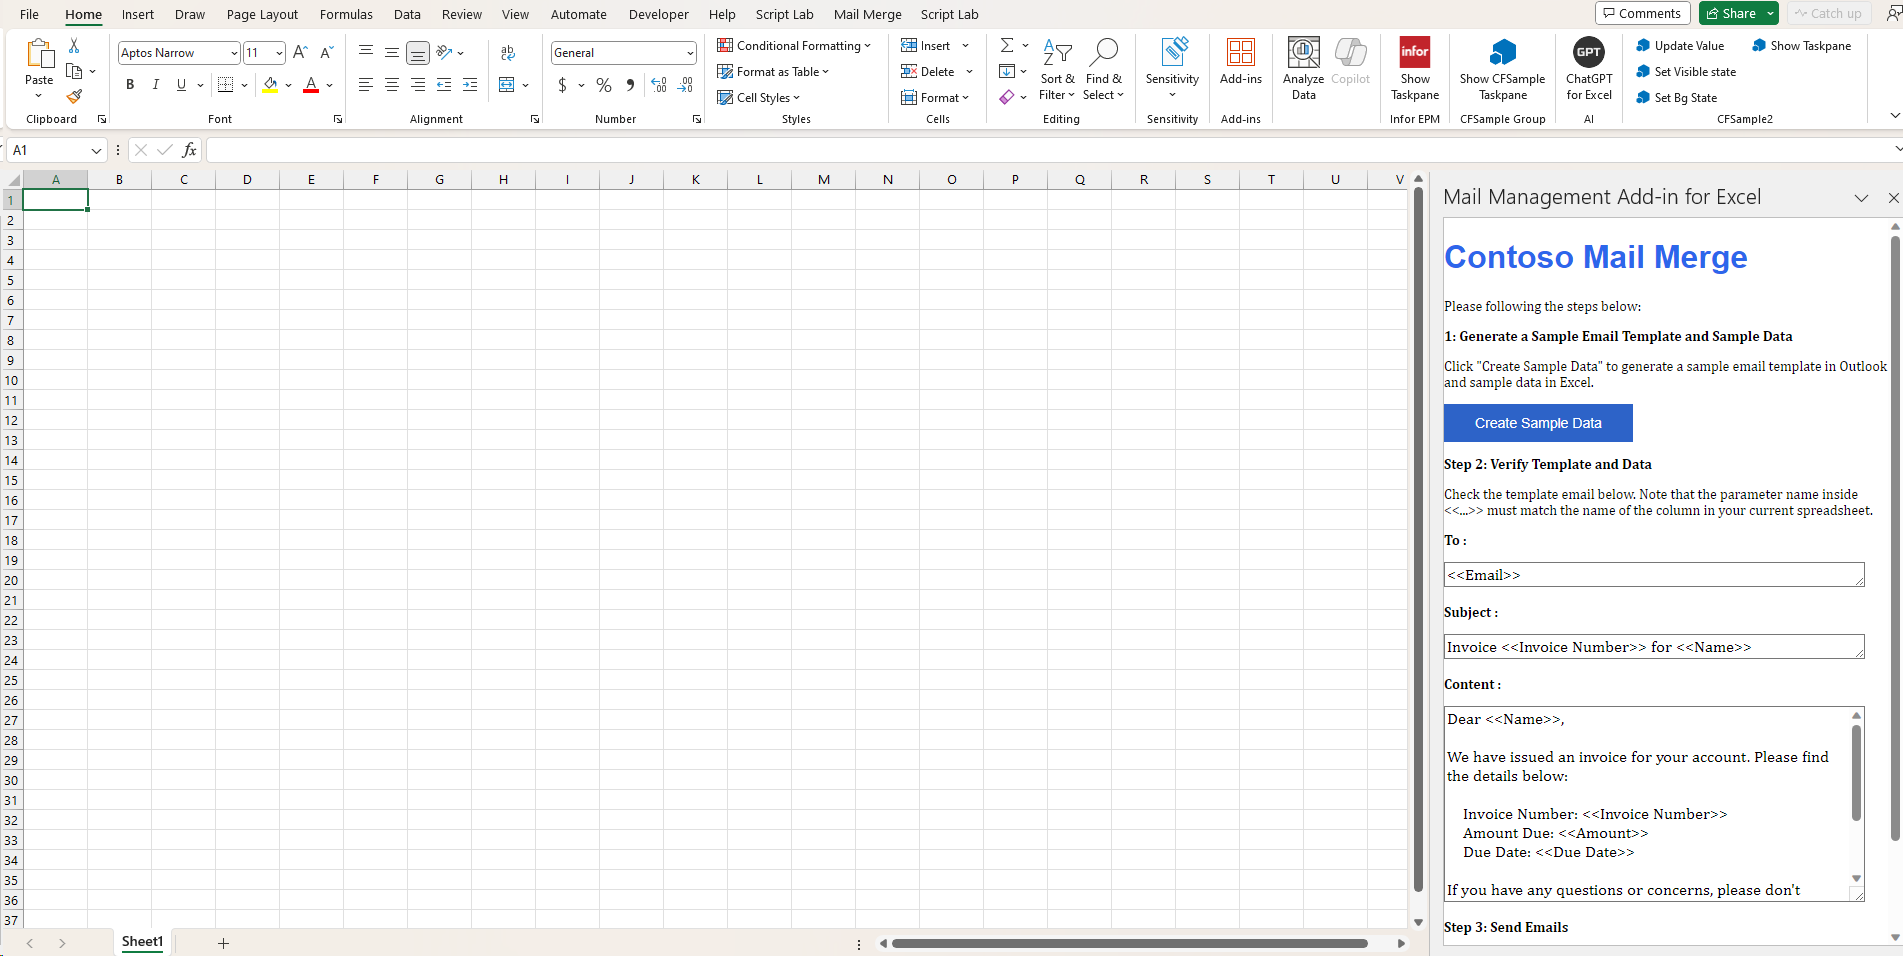 File Home Insert Draw Page Layout Formulas Data Review View Automate Developer Help Script Lab Mail Merge Script Lab Comments Share Catch up
Paste
Clipboard
Aptos Narrow 11
B I U
Font
ab
Alignment
General
$ % 9
Number
Conditional Formatting
Format as Table
Cell Styles
Styles
Insert
Delete
Format
Cells
Sort & Filter
Find & Select
Editing
Sensitivity
Sensitivity
Add-ins
Add-ins
Analyze Data
Copilot
infor
Show Taskpane
Infor EPM
Show CFSample Taskpane
CFSample Group
GPT
ChatGPT for Excel
AI
Update Value
Set Visible state
Set Bg State
Show Taskpane
CFSample2
A1 fx
A B C D E F G H I J K L M N O P Q R S T U V
1
2
3
4
5
6
7
8
9
10
11
12
13
14
15
16
17
18
19
20
21
22
23
24
25
26
27
28
29
30
31
32
33
34
35
36
37
Sheet1
Mail Management Add-in for Excel
Contoso Mail Merge
Please following the steps below:
1: Generate a Sample Email Template and Sample Data
Click "Create Sample Data" to generate a sample email template in Outlook
and sample data in Excel.
Create Sample Data
Step 2: Verify Template and Data
Check the template email below. Note that the parameter name inside
<<...>> must match the name of the column in your current spreadsheet.
To :
<<Email>>
Subject :
Invoice <<Invoice Number>> for <<Name>>
Content :
Dear <<Name>>,
We have issued an invoice for your account. Please find
the details below:
Invoice Number: <<Invoice Number>>
Amount Due: <<Amount>>
Due Date: <<Due Date>>
If you have any questions or concerns, please don't
Step 3: Send Emails